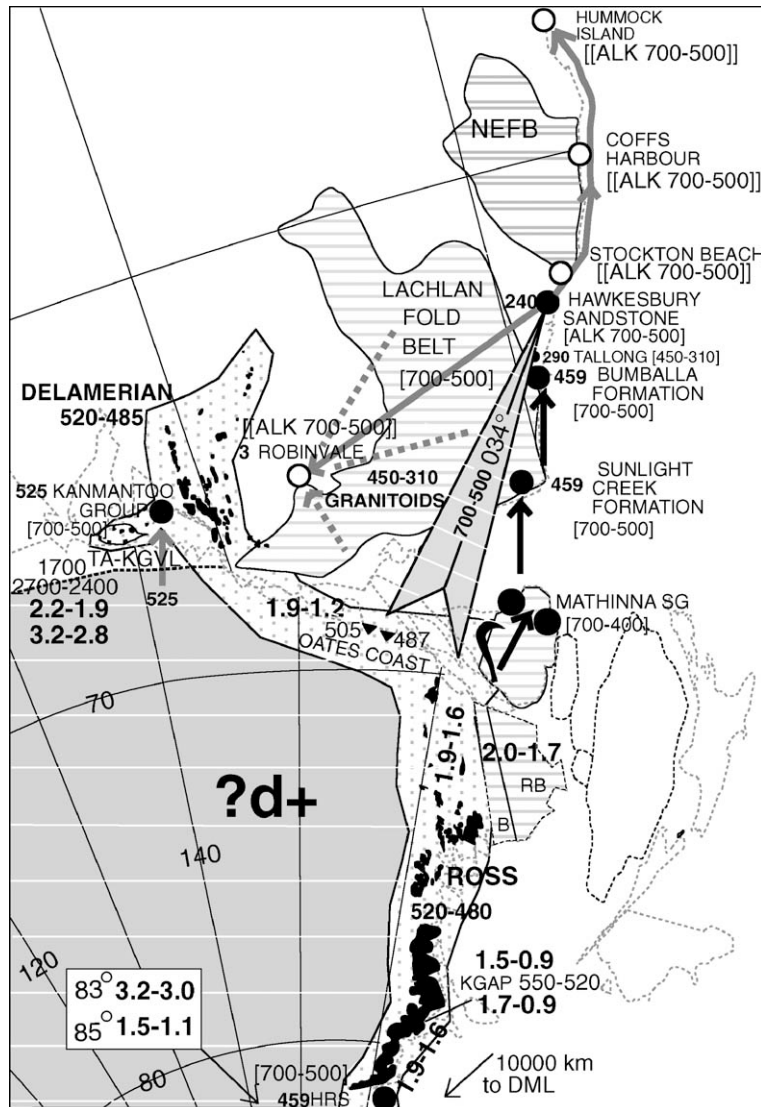 HUMMOCK
ISLAND
[[ALK 700-500]]
NEFB
COFFS
HARBOUR
[[ALK 700-500]]
STOCKTON BEACH
[[ALK 700-500]]
240
HAWKESBURY
SANDSTONE
[ALK 700-500]
LACHLAN
FOLD
BELT
[700-500]
290 TALLONG [450-310]
459 BUMBALLA
FORMATION
[700-500]
DELAMERIAN
520-485
[[ALK 700-500]]
3 ROBINVALE
700-500 034°
450-310
GRANITOIDS
459 SUNLIGHT
CREEK
FORMATION
[700-500]
525 KANMANTOO
GROUP
[700-500]
TA-KGVL
1700
2700-2400
2.2-1.9
3.2-2.8
525
1.9-1.2
505
487
OATES COAST
MATHINNA SG
[700-400]
70
?d+
1.9-1.6
2.0-1.7
RB
B
140
ROSS
520-480
120
83° 3.2-3.0
85° 1.5-1.1
1.5-0.9
KGAP 550-520
1.7-0.9
1.9-1.6
80
[700-500]
459HRS
10000 km
to DML